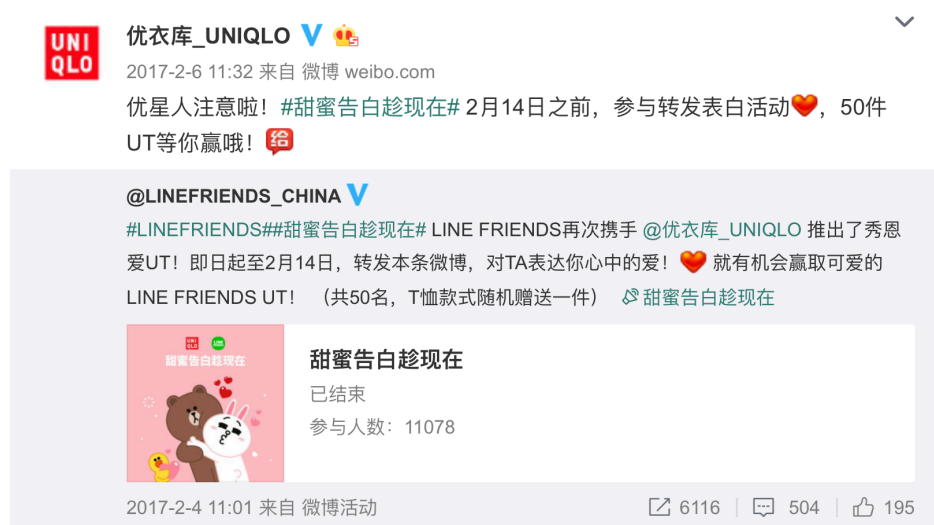 UNI
QLO
优衣库_UNIQLO
2017-2-6 11:32 来自 微博 weibo.com
优星人注意啦！#甜蜜告白趁现在# 2月14日之前，参与转发表白活动，50件
UT等你赢哦！给
@LINEFRIENDS_CHINA
#LINEFRIENDS##甜蜜告白趁现在# LINE FRIENDS再次携手 @优衣库_UNIQLO 推出了秀恩
爱UT！即日起至2月14日，转发本条微博，对TA表达你心中的爱！ 就有机会赢取可爱的
LINE FRIENDS UT！ （共50名，T恤款式随机赠送一件） 甜蜜告白趁现在
UNI
QLO
LINE
甜蜜告白趁现在
甜蜜告白趁现在
已结束
参与人数：11078
2017-2-4 11:01 来自 微博活动
6116
504
195